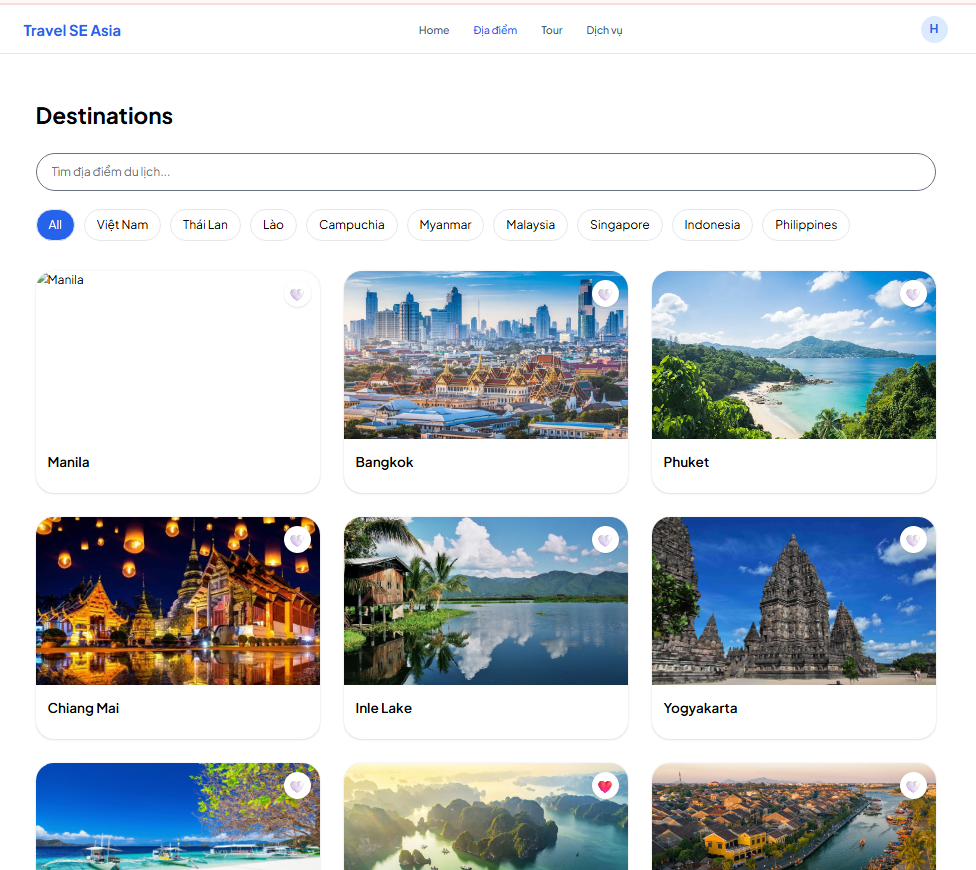 Travel SE Asia
Home Địa điểm Tour Dịch vụ
H
Destinations
Tìm địa điểm du lịch...
All Việt Nam Thái Lan Lào Campuchia Myanmar Malaysia Singapore Indonesia Philippines
Manila
Manila Bangkok Phuket
Chiang Mai Inle Lake Yogyakarta